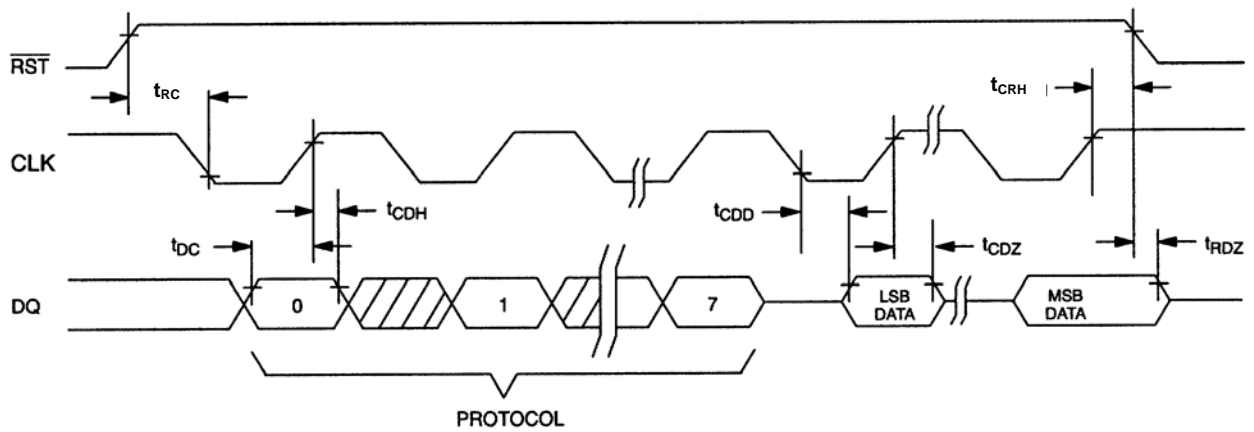 RST
tRC
tCRH
CLK
tCDH
tCDD
tDC
tCDZ
tRDZ
DQ
0
1
7
LSB
DATA
MSB
DATA
PROTOCOL